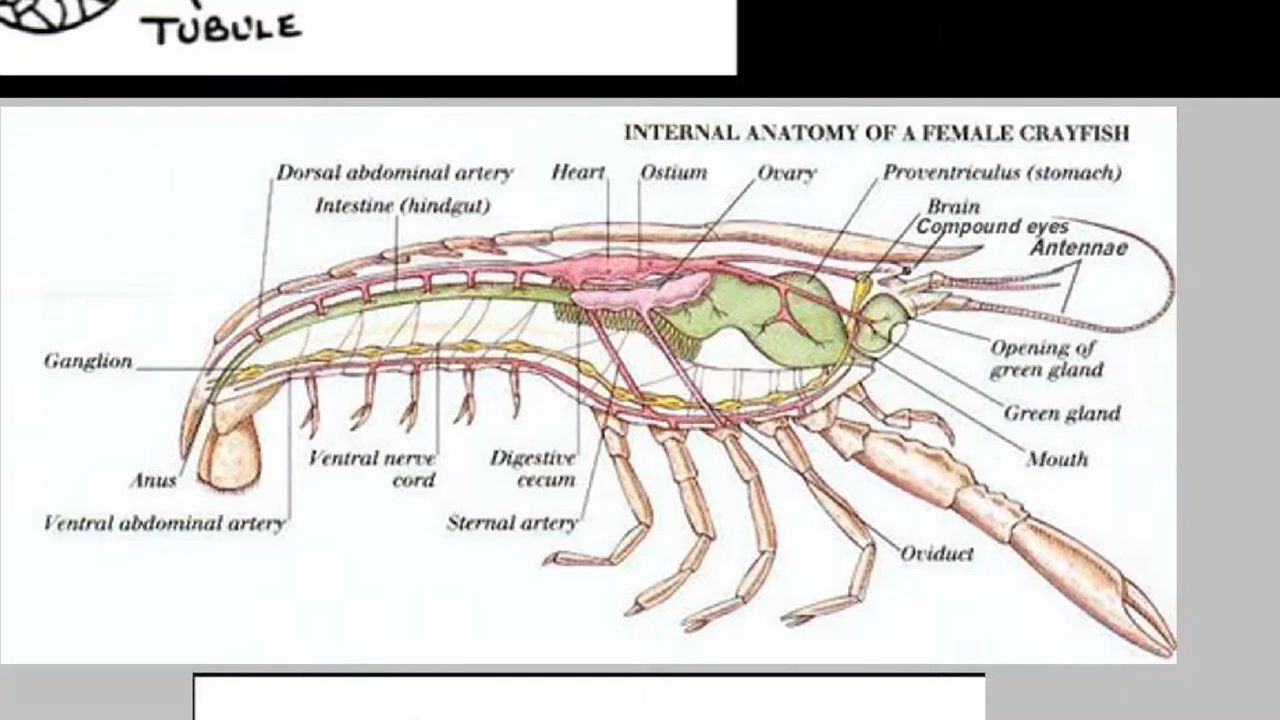 TUBULE
INTERNAL ANATOMY OF A FEMALE CRAYFISH
Dorsal abdominal artery
Heart
Ostium
Ovary
Proventriculus (stomach)
Intestine (hindgut)
Brain
Compound eyes
Antennae
Ganglion
Opening of
green gland
Green gland
Ventral nerve
cord
Digestive
cecum
Mouth
Anus
Ventral abdominal artery
Sternal artery
Oviduct